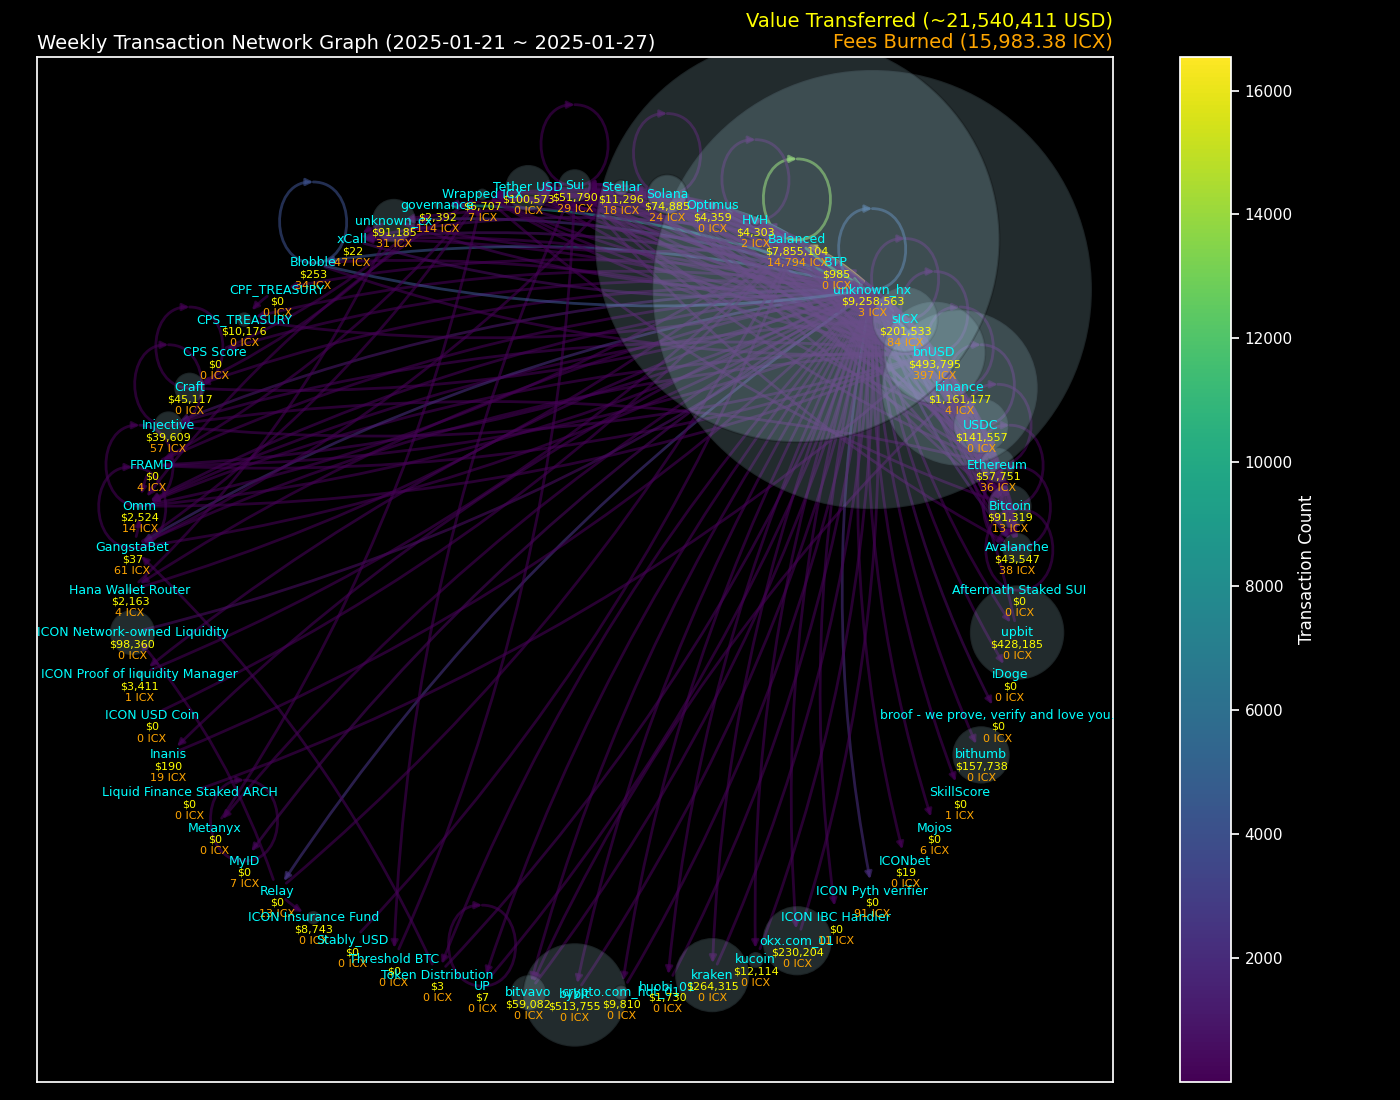 Value Transferred (~21,540,411 USD)
Weekly Transaction Network Graph (2025-01-21 ~ 2025-01-27)
Fees Burned (15,983.38 ICX)
Tether USD
$100,573
0 ICX
Sui
$51,790
29 ICX
Stellar
$11,296
18 ICX
Solana
$74,885
24 ICX
Optimus
$4,359
0 ICX
HVH
$4,303
2 ICX
Balanced
$7,855,104
14,794 ICX
BTP
$985
0 ICX
unknown_hx
$9,258,563
3 ICX
sICX
$201,533
84 ICX
bnUSD
$493,795
397 ICX
binance
$1,161,177
4 ICX
USDC
$141,557
0 ICX
Ethereum
$57,751
36 ICX
Bitcoin
$91,319
13 ICX
Avalanche
$43,547
38 ICX
Aftermath Staked SUI
$0
0 ICX
upbit
$428,185
0 ICX
iDoge
$0
0 ICX
broof - we prove, verify and love you.
$0
0 ICX
bithumb
$157,738
0 ICX
SkillScore
$0
1 ICX
Mojos
$0
6 ICX
ICONbet
$19
0 ICX
ICON Pyth verifier
$0
91 ICX
ICON IBC Handler
$0
11 ICX
okx.com_01
$230,204
0 ICX
kucoin
$12,114
0 ICX
kraken
$264,315
0 ICX
huobi_01
$1,730
0 ICX
crypto.com_hot_01
$9,810
0 ICX
bybit
$513,755
0 ICX
bitvavo
$59,082
0 ICX
UP
$7
0 ICX
Token Distribution
$3
0 ICX
Threshold BTC
$0
0 ICX
Stably_USD
$0
0 ICX
ICON Insurance Fund
$8,743
0 ICX
Relay
$0
13 ICX
MyID
$0
7 ICX
Metanyx
$0
0 ICX
Liquid Finance Staked ARCH
$0
0 ICX
Inanis
$190
19 ICX
ICON USD Coin
$0
0 ICX
ICON Proof of liquidity Manager
$3,411
1 ICX
ICON Network-owned Liquidity
$98,360
0 ICX
Hana Wallet Router
$2,163
4 ICX
GangstaBet
$37
61 ICX
Omm
$2,524
14 ICX
FRAMD
$0
4 ICX
Injective
$39,609
57 ICX
Craft
$45,117
0 ICX
CPS Score
$0
0 ICX
CPS_TREASURY
$10,176
0 ICX
CPF_TREASURY
$0
0 ICX
Blobble
$253
34 ICX
xCall
$22
47 ICX
unknown_cx
$91,185
31 ICX
governance
$2,392
114 ICX
Wrapped ICX
$6,707
7 ICX
16000
14000
12000
10000
8000
6000
4000
2000
Transaction Count